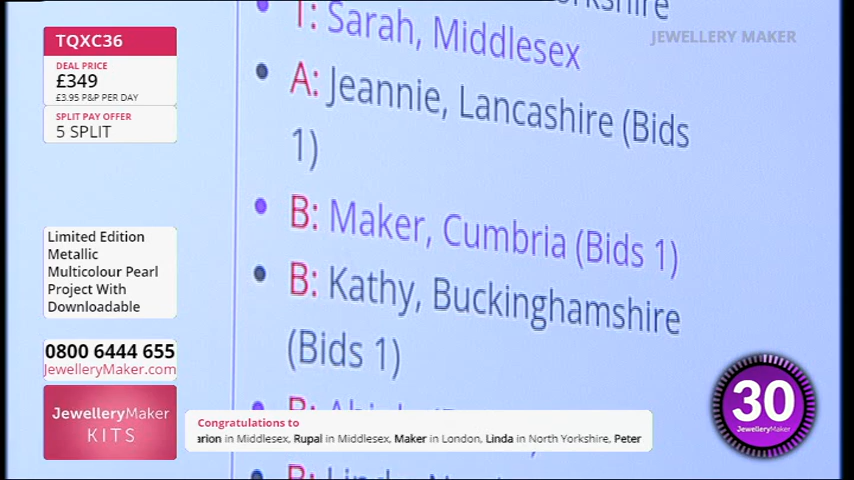 TQXC36
DEAL PRICE
£349
£3.95 P&P PER DAY
SPLIT PAY OFFER
5 SPLIT
Limited Edition
Metallic
Multicolour Pearl
Project With
Downloadable
0800 6444 655
JewelleryMaker.com
JewelleryMaker
KITS
JEWELLERY MAKER
T: Sarah, Middlesex
A: Jeannie, Lancashire (Bids
1)
B: Maker, Cumbria (Bids 1)
B: Kathy, Buckinghamshire
(Bids 1)
B:
B:
Congratulations to
in Middlesex, Rupal in Middlesex, Maker in London, Linda in North Yorkshire, Peter
30
JewelleryMaker